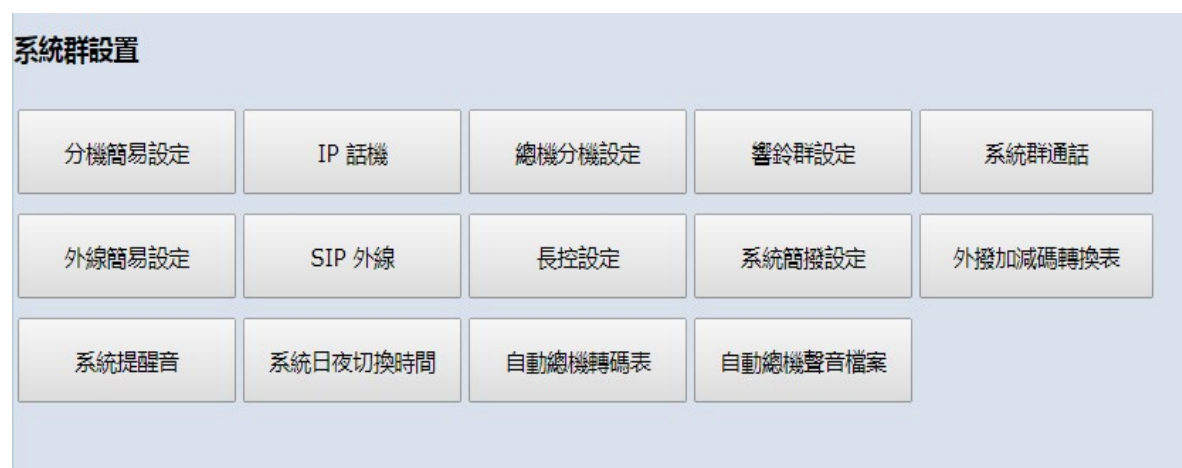 系統群設置
分機簡易設定
IP 話機
總機分機設定
響鈴群設定
系統群通話
外線簡易設定
SIP 外線
長控設定
系統簡撥設定
外撥加減碼轉換表
系統提醒音
系統日夜切換時間
自動總機轉碼表
自動總機聲音檔案